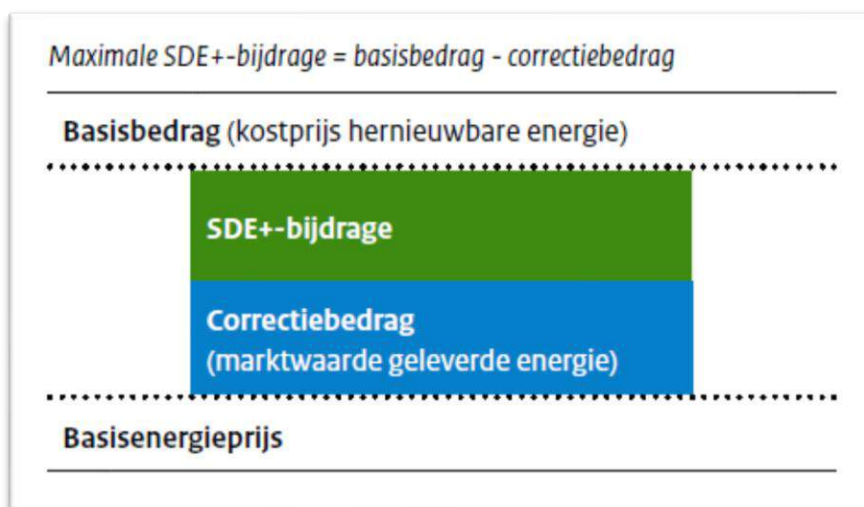 Maximale SDE+-bijdrage = basisbedrag - correctiebedrag
Basisbedrag (kostprijs hernieuwbare energie)
SDE+-bijdrage
Correctiebedrag
(marktwaarde geleverde energie)
Basisenergieprijs